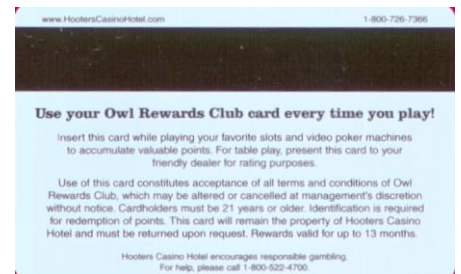 www.HootersCasinoHotel.com 1-800-726-7366
Use your Owl Rewards Club card every time you play!
Insert this card while playing your favorite slots and video poker machines
to accumulate valuable points. For table play, present this card to your
friendly dealer for rating purposes.
Use of this card constitutes acceptance of all terms and conditions of Owl
Rewards Club, which may be altered or cancelled at management's discretion
without notice. Cardholders must be 21 years or older. Identification is required
for redemption of points. This card will remain the property of Hooters Casino
Hotel and must be returned upon request. Rewards valid for up to 13 months.
Hooters Casino Hotel encourages responsible gambling.
For help, please call 1-800-522-4700.